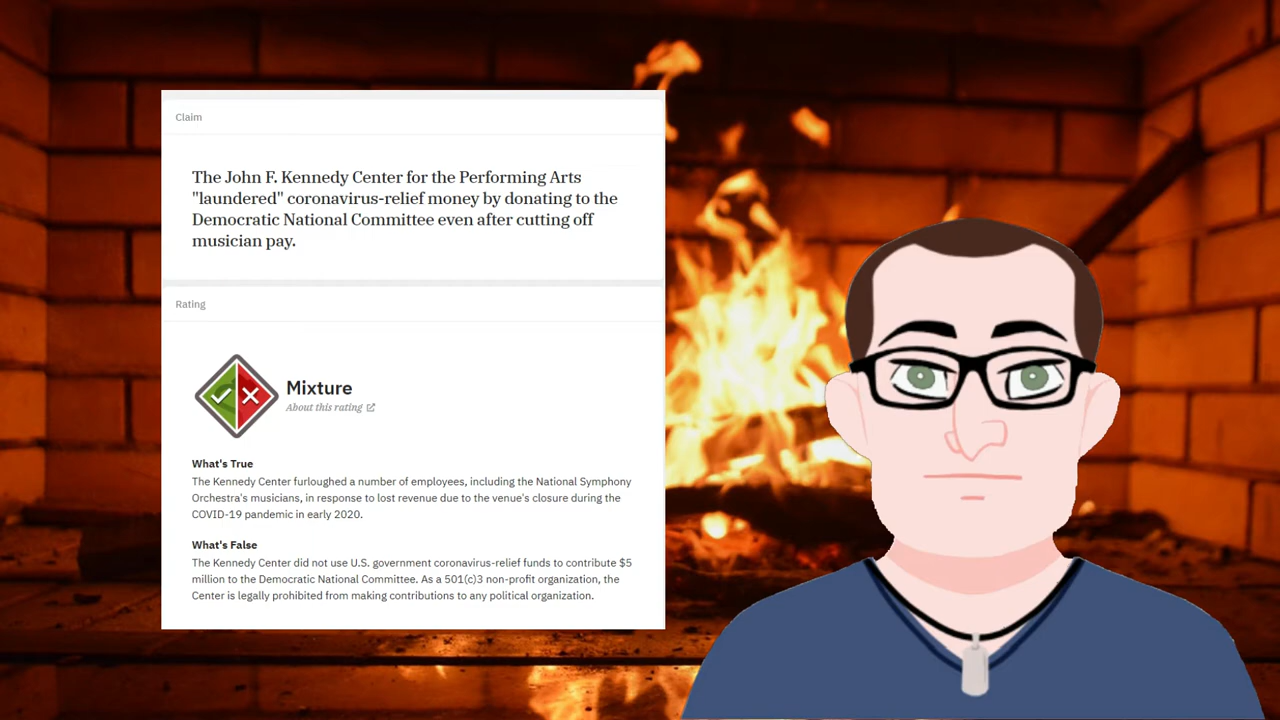 Claim
The John F. Kennedy Center for the Performing Arts
"laundered" coronavirus-relief money by donating to the
Democratic National Committee even after cutting off
musician pay.
Rating
Mixture
About this rating
What's True
The Kennedy Center furloughed a number of employees, including the National Symphony
Orchestra's musicians, in response to lost revenue due to the venue's closure during the
COVID-19 pandemic in early 2020.
What's False
The Kennedy Center did not use U.S. government coronavirus-relief funds to contribute $5
million to the Democratic National Committee. As a 501(c)3 non-profit organization, the
Center is legally prohibited from making contributions to any political organization.